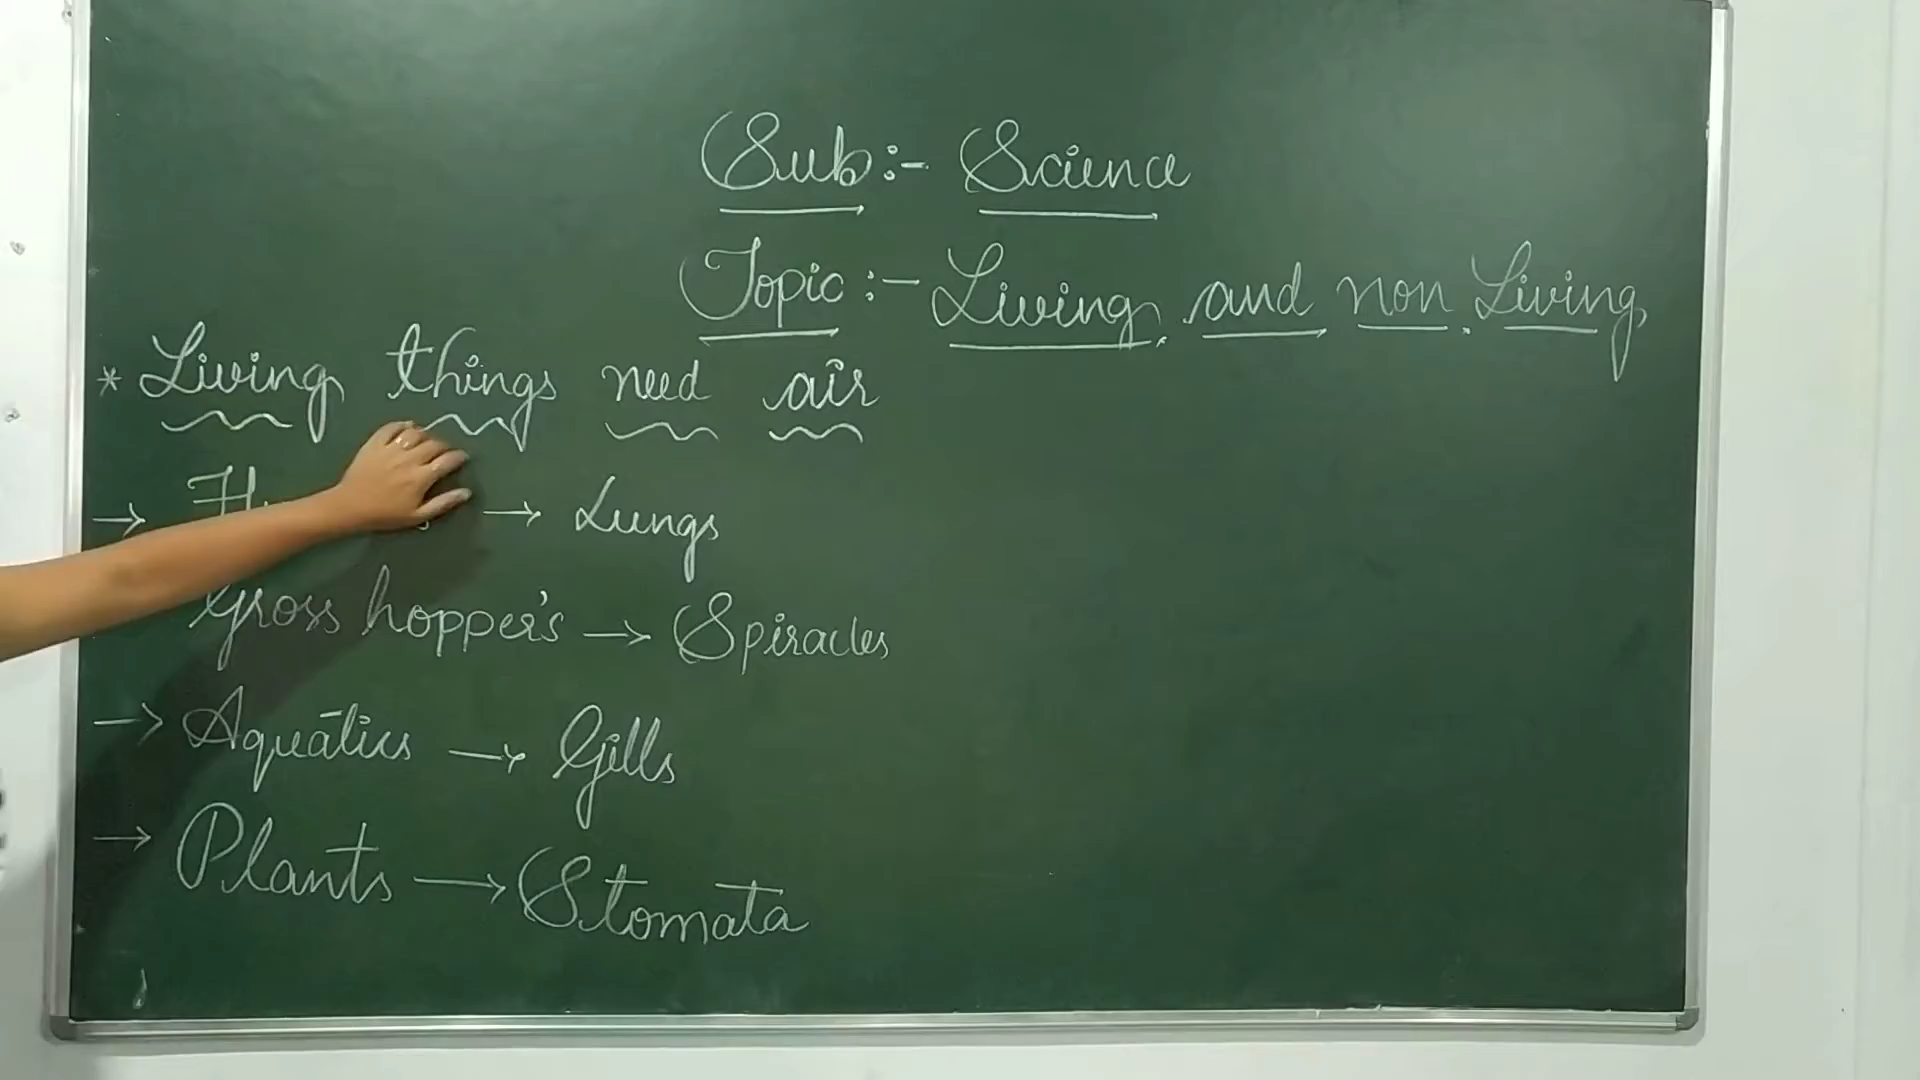 Sub:- Science
Topic:- Living and non Living
* Living things need air
→ → Lungs
Gross hopper's → Spiracles
→ Aquatics → Gills
→ Plants → Stomata